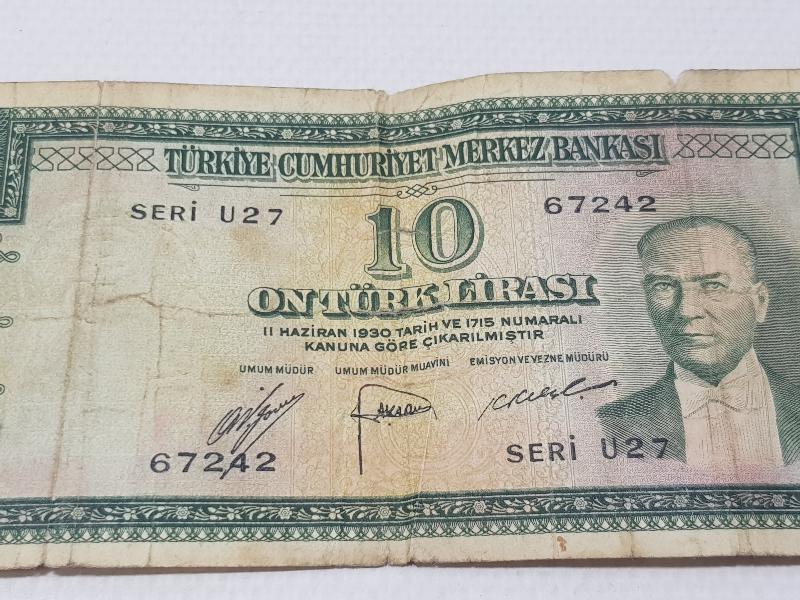 TÜRKİYE CUMHURİYET MERKEZ BANKASI
SERİ U27 67242
10
ON TÜRK LİRASI
11 HAZİRAN 1930 TARİH VE 1715 NUMARALI
KANUNA GÖRE ÇIKARILMIŞTIR
UMUM MÜDÜR UMUM MÜDÜR MUAVİNİ EMİSYON VE VEZNE MÜDÜRÜ
67242 SERİ U27